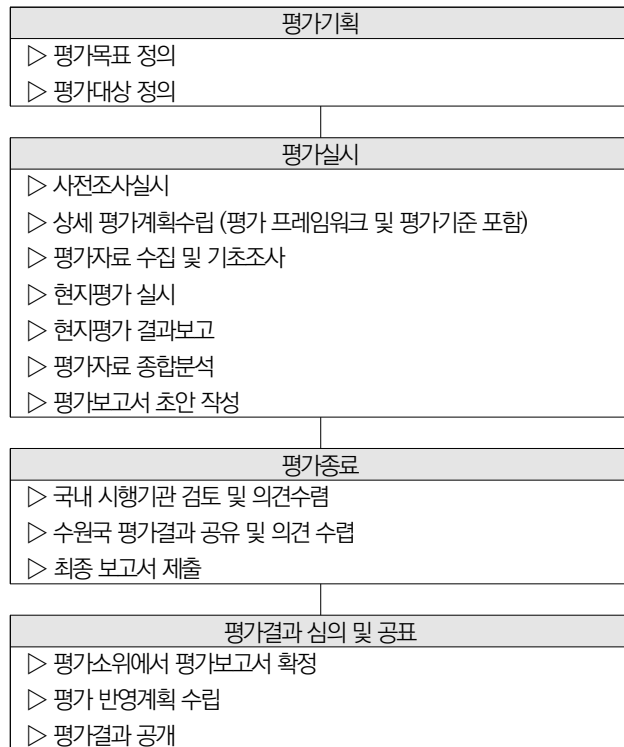 평가기획
▷ 평가목표 정의
▷ 평가대상 정의
평가실시
▷ 사전조사실시
▷ 상세 평가계획수립 (평가 프레임워크 및 평가기준 포함)
▷ 평가자료 수집 및 기초조사
▷ 현지평가 실시
▷ 현지평가 결과보고
▷ 평가자료 종합분석
▷ 평가보고서 초안 작성
평가종료
▷ 국내 시행기관 검토 및 의견수렴
▷ 수원국 평가결과 공유 및 의견 수렵
▷ 최종 보고서 제출
평가결과 심의 및 공표
▷ 평가소위에서 평가보고서 확정
▷ 평가 반영계획 수립
▷ 평가결과 공개